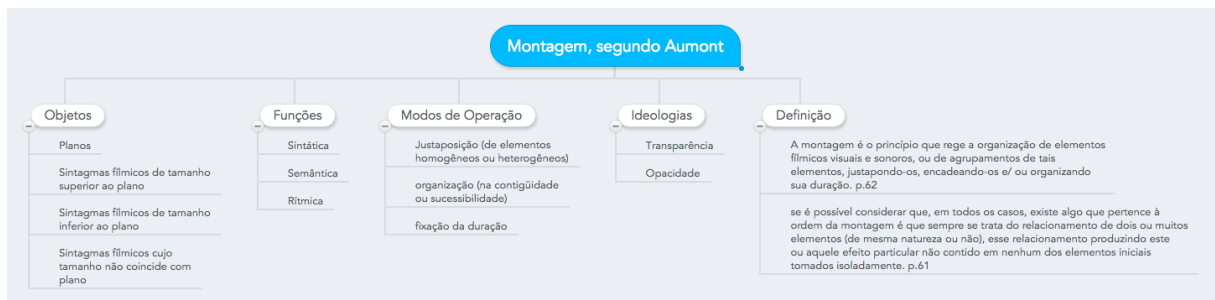 Montagem, segundo Aumont
Objetos
Planos
Sintagmas fílmicos de tamanho
superior ao plano
Sintagmas fílmicos de tamanho
inferior ao plano
Sintagmas fílmicos cujo
tamanho não coincide com
plano
Funções
Sintática
Semântica
Rítmica
Modos de Operação
Justaposição (de elementos
homogêneos ou heterogêneos)
organização (na contigüidade
ou sucessibilidade)
fixação da duração
Ideologias
Transparência
Opacidade
Definição
A montagem é o princípio que rege a organização de elementos
fílmicos visuais e sonoros, ou de agrupamentos de tais
elementos, justapondo-os, encadeando-os e/ ou organizando
sua duração. p.62
se é possível considerar que, em todos os casos, existe algo que pertence à
ordem da montagem é que sempre se trata do relacionamento de dois ou muitos
elementos (de mesma natureza ou não), esse relacionamento produzindo este
ou aquele efeito particular não contido em nenhum dos elementos iniciais
tomados isoladamente. p.61